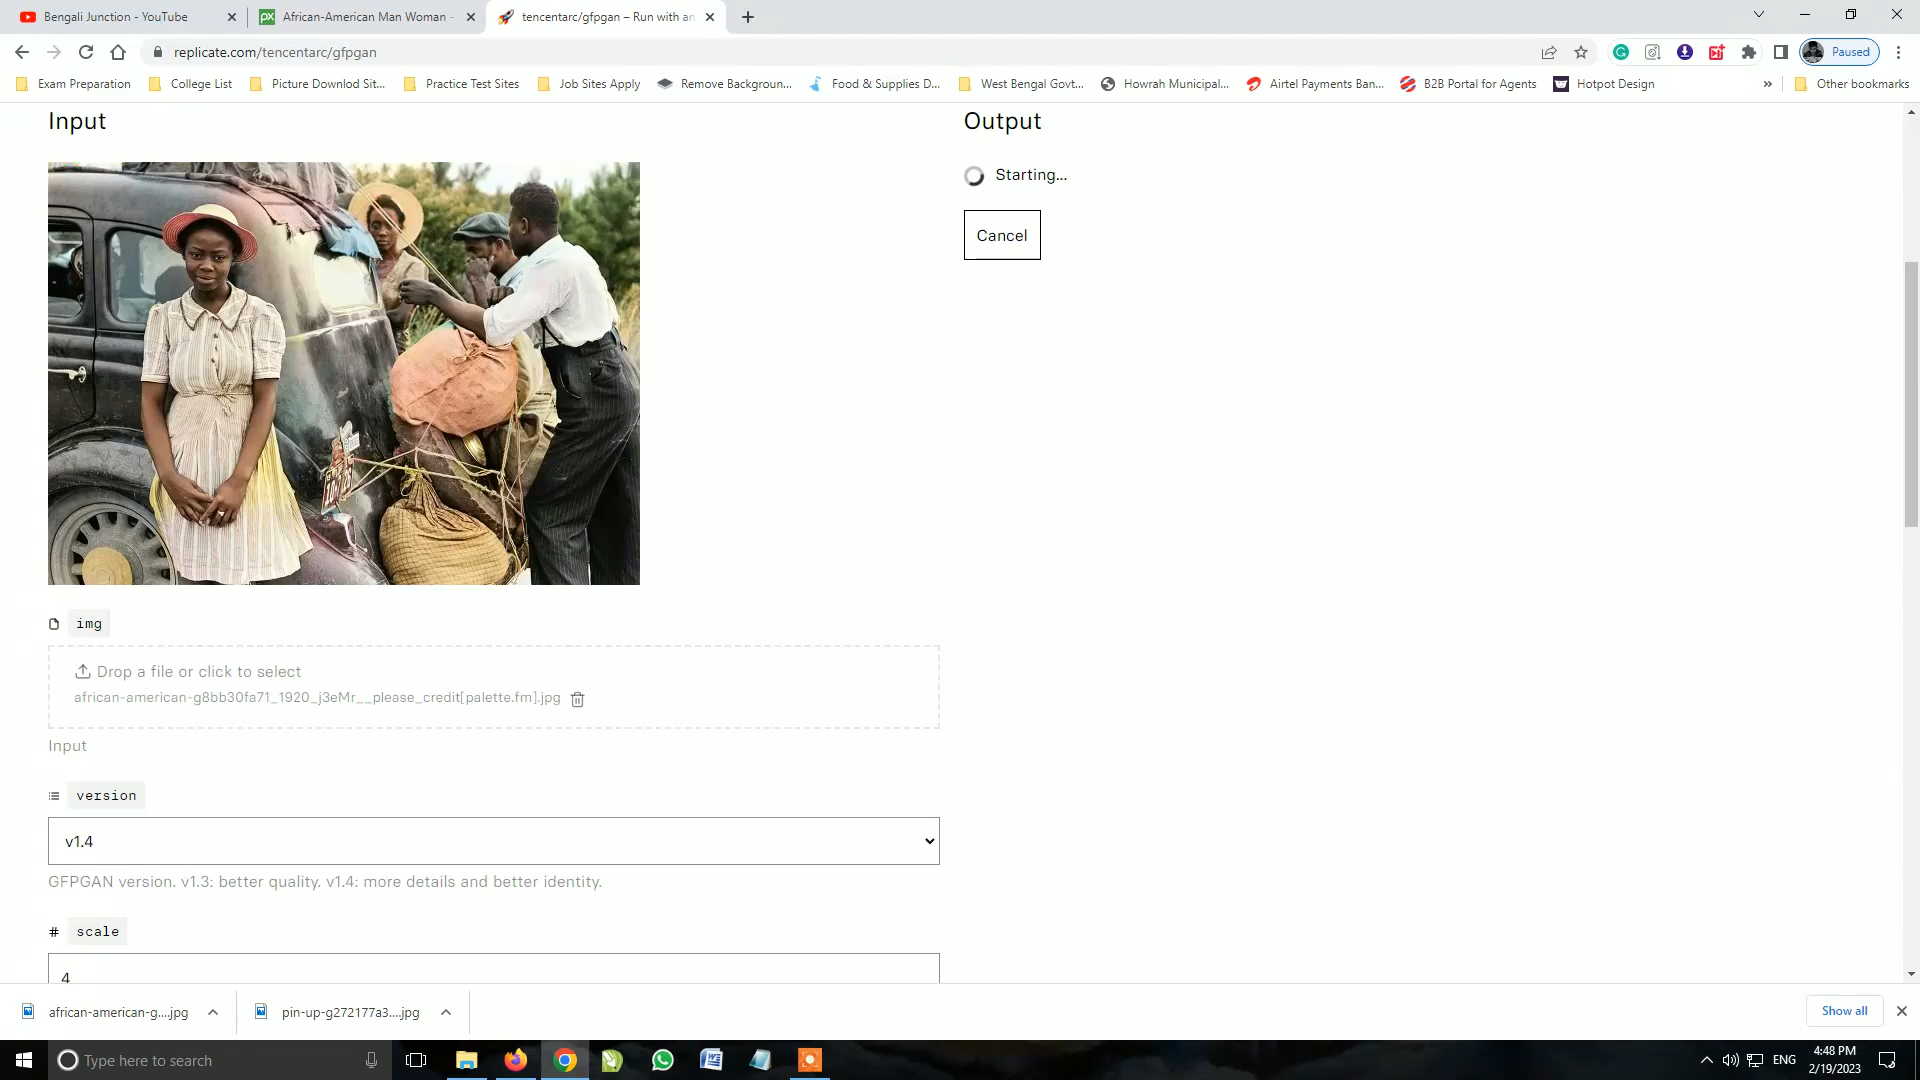 Bengali Junction - YouTube
African-American Man Woman -
tencentarc/gfpgan – Run with an
replicate.com/tencentarc/gfpgan
Paused
Exam Preparation
College List
Picture Downlod Sit...
Practice Test Sites
Job Sites Apply
Remove Backgroun...
Food & Supplies D...
West Bengal Govt...
Howrah Municipal...
Airtel Payments Ban...
B2B Portal for Agents
Hotpot Design
»
Other bookmarks
Input
Output
Starting...
Cancel
img
Drop a file or click to select
african-american-g8bb30fa71_1920_j3eMr__please_credit[palette.fm].jpg
Input
version
v1.4
GFPGAN version. v1.3: better quality. v1.4: more details and better identity.
# scale
4
african-american-g....jpg
pin-up-g272177a3....jpg
Show all
Type here to search
ENG
4:48 PM
2/19/2023